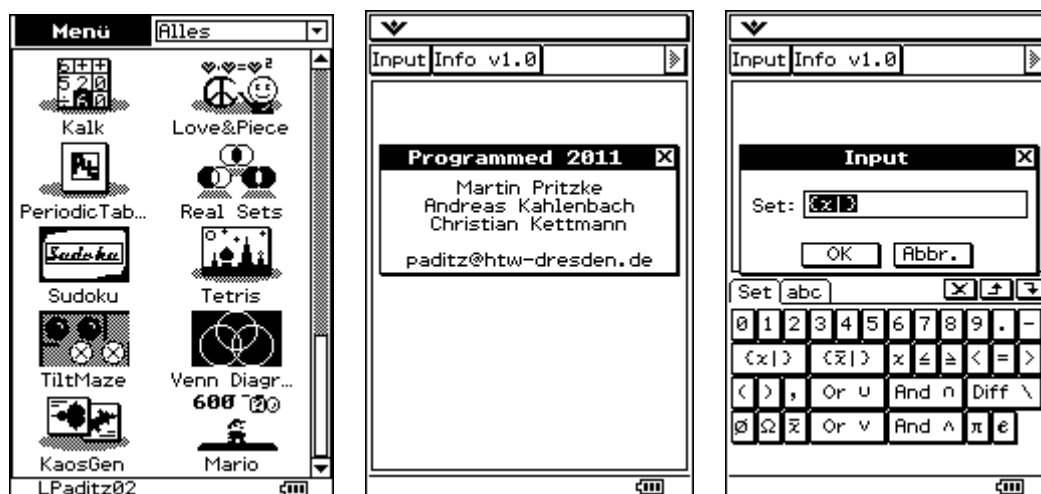 Menü Alles
Kalk Love&Piece
PeriodicTab... Real Sets
Sudoku
Sudoku Tetris
TiltMaze Venn Diagr...
600
KaosGen Mario
LPaditz02
Input Info v1.0
Programmed 2011
Martin Pritzke
Andreas Kahlenbach
Christian Kettmann
paditz@htw-dresden.de
Input Info v1.0
Input
Set: {x|}
OK Abbr.
Set abc
0 1 2 3 4 5 6 7 8 9 . -
{x|} {x̅|} x ≤ ≥ < = >
( ) , Or ∪ And ∩ Diff \
Ø Ω x̅ Or ∨ And ∧ π e